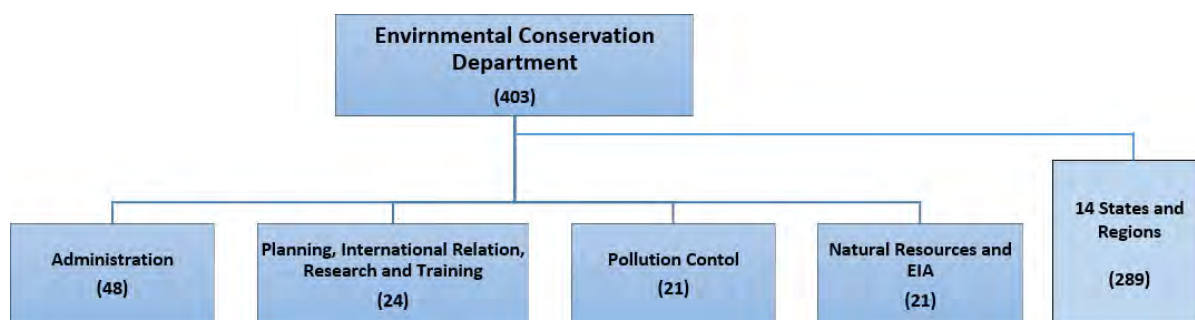 Envirnmental Conservation
Department
(403)
14 States and
Regions
(289)
Administration
(48)
Planning, International Relation,
Research and Training
(24)
Pollution Contol
(21)
Natural Resources and
EIA
(21)